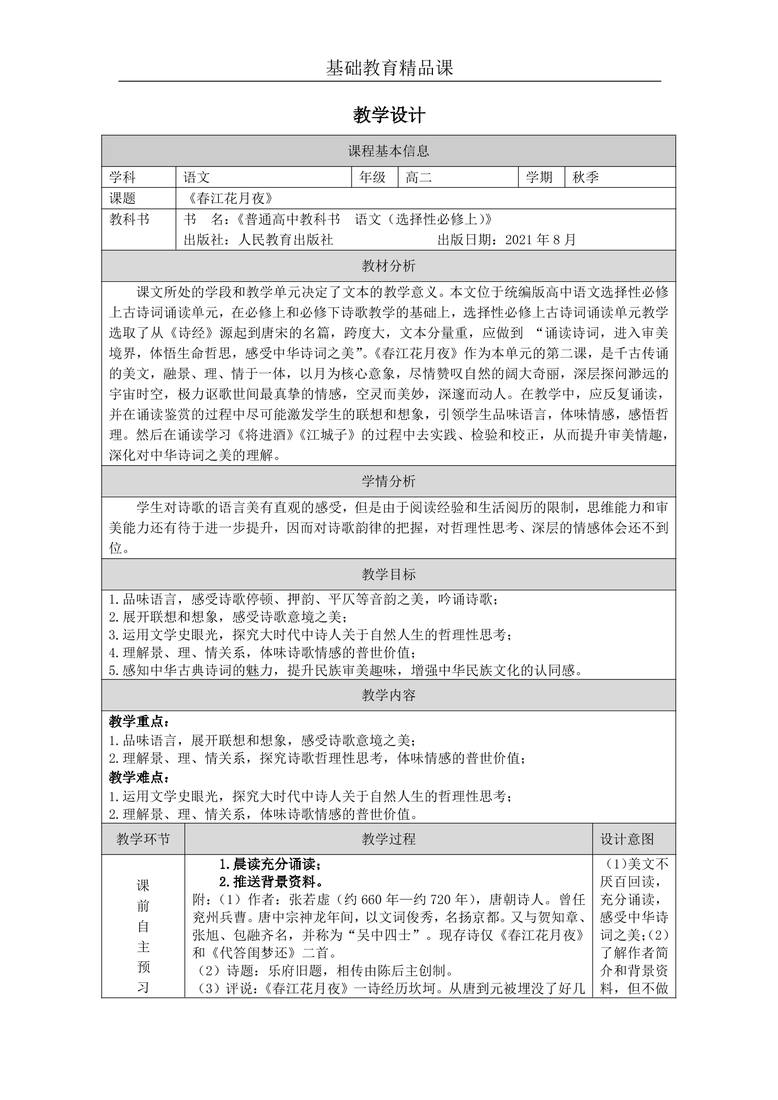 基础教育精品课
教学设计
课程基本信息
学科 语文 年级 高二 学期 秋季
课题 《春江花月夜》
教科书 书 名：《普通高中教科书 语文（选择性必修上）》
出版社：人民教育出版社 出版日期：2021 年 8 月
教材分析
课文所处的学段和教学单元决定了文本的教学意义。本文位于统编版高中语文选择性必修
上古诗词诵读单元，在必修上和必修下诗歌教学的基础上，选择性必修上古诗词诵读单元教学
选取了从《诗经》源起到唐宋的名篇，跨度大，文本分量重，应做到 “诵读诗词，进入审美
境界，体悟生命哲思，感受中华诗词之美”。《春江花月夜》作为本单元的第二课，是千古传诵
的美文，融景、理、情于一体，以月为核心意象，尽情赞叹自然的阔大奇丽，深层探问渺远的
宇宙时空，极力讴歌世间最真挚的情感，空灵而美妙，深邃而动人。在教学中，应反复诵读，
并在诵读鉴赏的过程中尽可能激发学生的联想和想象，引领学生品味语言，体味情感，感悟哲
理。然后在诵读学习《将进酒》《江城子》的过程中去实践、检验和校正，从而提升审美情趣，
深化对中华诗词之美的理解。
学情分析
学生对诗歌的语言美有直观的感受，但是由于阅读经验和生活阅历的限制，思维能力和审
美能力还有待于进一步提升，因而对诗歌韵律的把握，对哲理性思考、深层的情感体会还不到
位。
教学目标
1.品味语言，感受诗歌停顿、押韵、平仄等音韵之美，吟诵诗歌；
2.展开联想和想象，感受诗歌意境之美；
3.运用文学史眼光，探究大时代中诗人关于自然人生的哲理性思考；
4.理解景、理、情关系，体味诗歌情感的普世价值；
5.感知中华古典诗词的魅力，提升民族审美趣味，增强中华民族文化的认同感。
教学内容
教学重点：
1.品味语言，展开联想和想象，感受诗歌意境之美；
2.理解景、理、情关系，探究诗歌哲理性思考，体味情感的普世价值；
教学难点：
1.运用文学史眼光，探究大时代中诗人关于自然人生的哲理性思考；
2.理解景、理、情关系，体味诗歌情感的普世价值。
教学环节 教学过程 设计意图
课
前
自
主
预
习
1.晨读充分诵读；
2.推送背景资料。
附：（1）作者：张若虚（约 660 年—约 720 年），唐朝诗人。曾任
兖州兵曹。唐中宗神龙年间，以文词俊秀，名扬京都。又与贺知章、
张旭、包融齐名，并称为“吴中四士”。现存诗仅《春江花月夜》
和《代答闺梦还》二首。
（2）诗题：乐府旧题，相传由陈后主创制。
（3）评说：《春江花月夜》一诗经历坎坷。从唐到元被埋没了好几
（1）美文不
厌百回读，
充分诵读，
感受中华诗
词之美；（2）
了解作者简
介和背景资
料，但不做